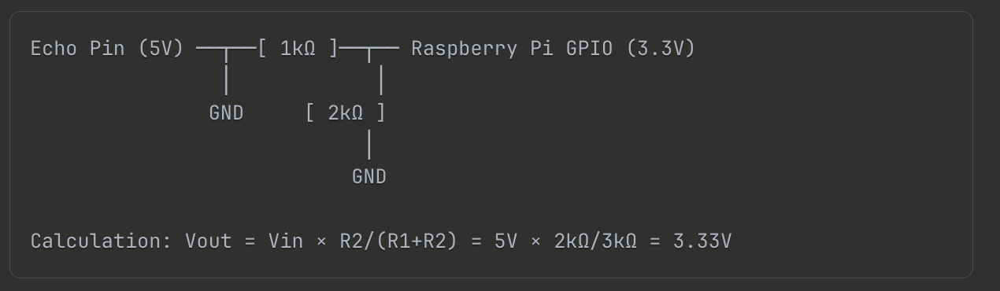 Echo Pin (5V) ──┬──[ 1kΩ ]──┬── Raspberry Pi GPIO (3.3V)
│ │
GND [ 2kΩ ]
│
GND
Calculation: Vout = Vin × R2/(R1+R2) = 5V × 2kΩ/3kΩ = 3.33V